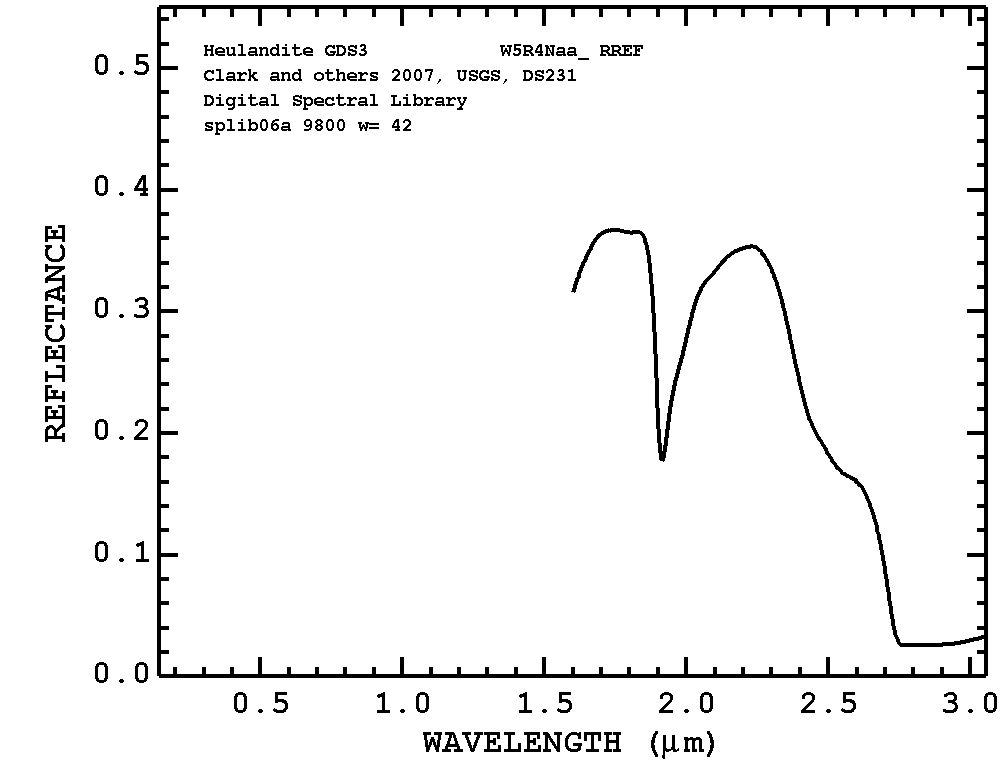 Heulandite GDS3 W5R4Naa_ RREF
Clark and others 2007, USGS, DS231
Digital Spectral Library
splib06a 9800 w= 42
0.5
0.4
0.3
0.2
0.1
0.0
REFLECTANCE
0.5 1.0 1.5 2.0 2.5 3.0
WAVELENGTH (μm)